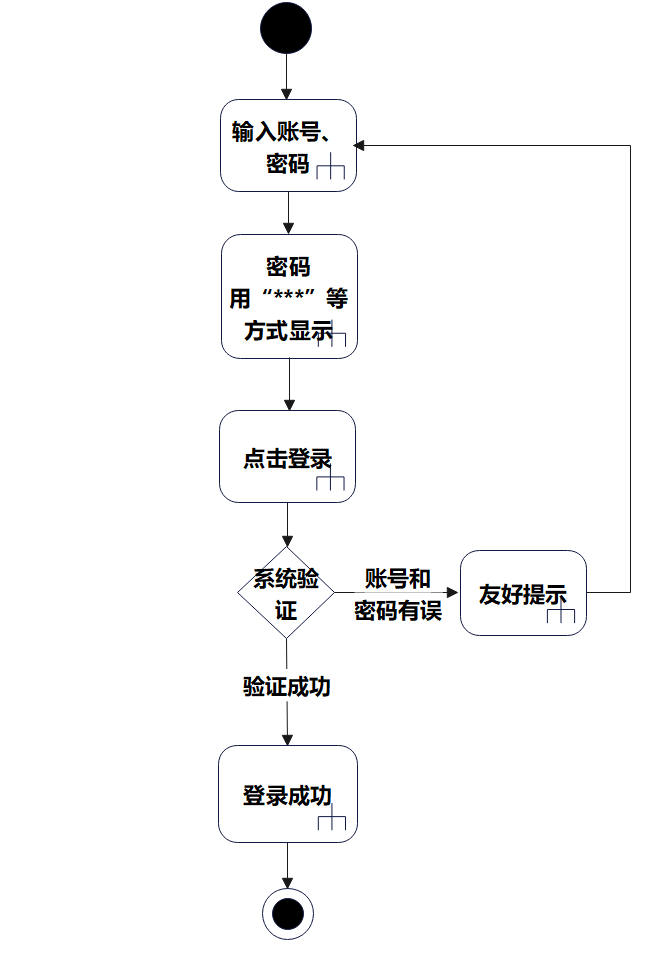 输入账号、
密码
密码
用“***”等
方式显示
点击登录
系统验
证
账号和
密码有误
友好提示
验证成功
登录成功